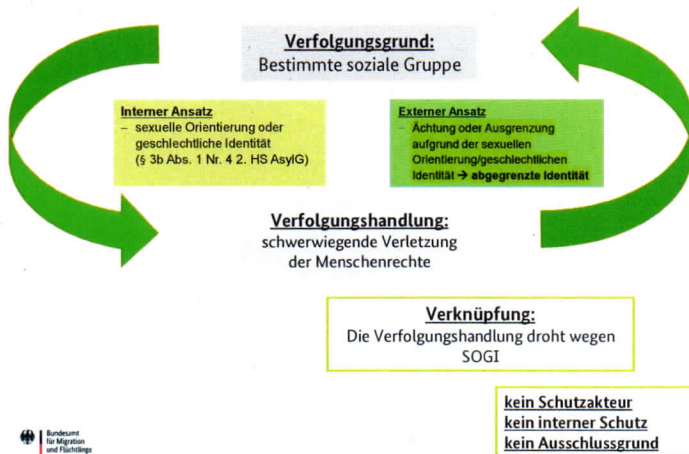 Verfolgungsgrund:
Bestimmte soziale Gruppe
Interner Ansatz
– sexuelle Orientierung oder
geschlechtliche Identität
(§ 3b Abs. 1 Nr. 4 2. HS AsylG)
Externer Ansatz
– Ächtung oder Ausgrenzung
aufgrund der sexuellen
Orientierung/geschlechtlichen
Identität → abgegrenzte Identität
Verfolgungshandlung:
schwerwiegende Verletzung
der Menschenrechte
Verknüpfung:
Die Verfolgungshandlung droht wegen
SOGI
kein Schutzakteur
kein interner Schutz
kein Ausschlussgrund
Bundesamt
für Migration
und Flüchtlinge